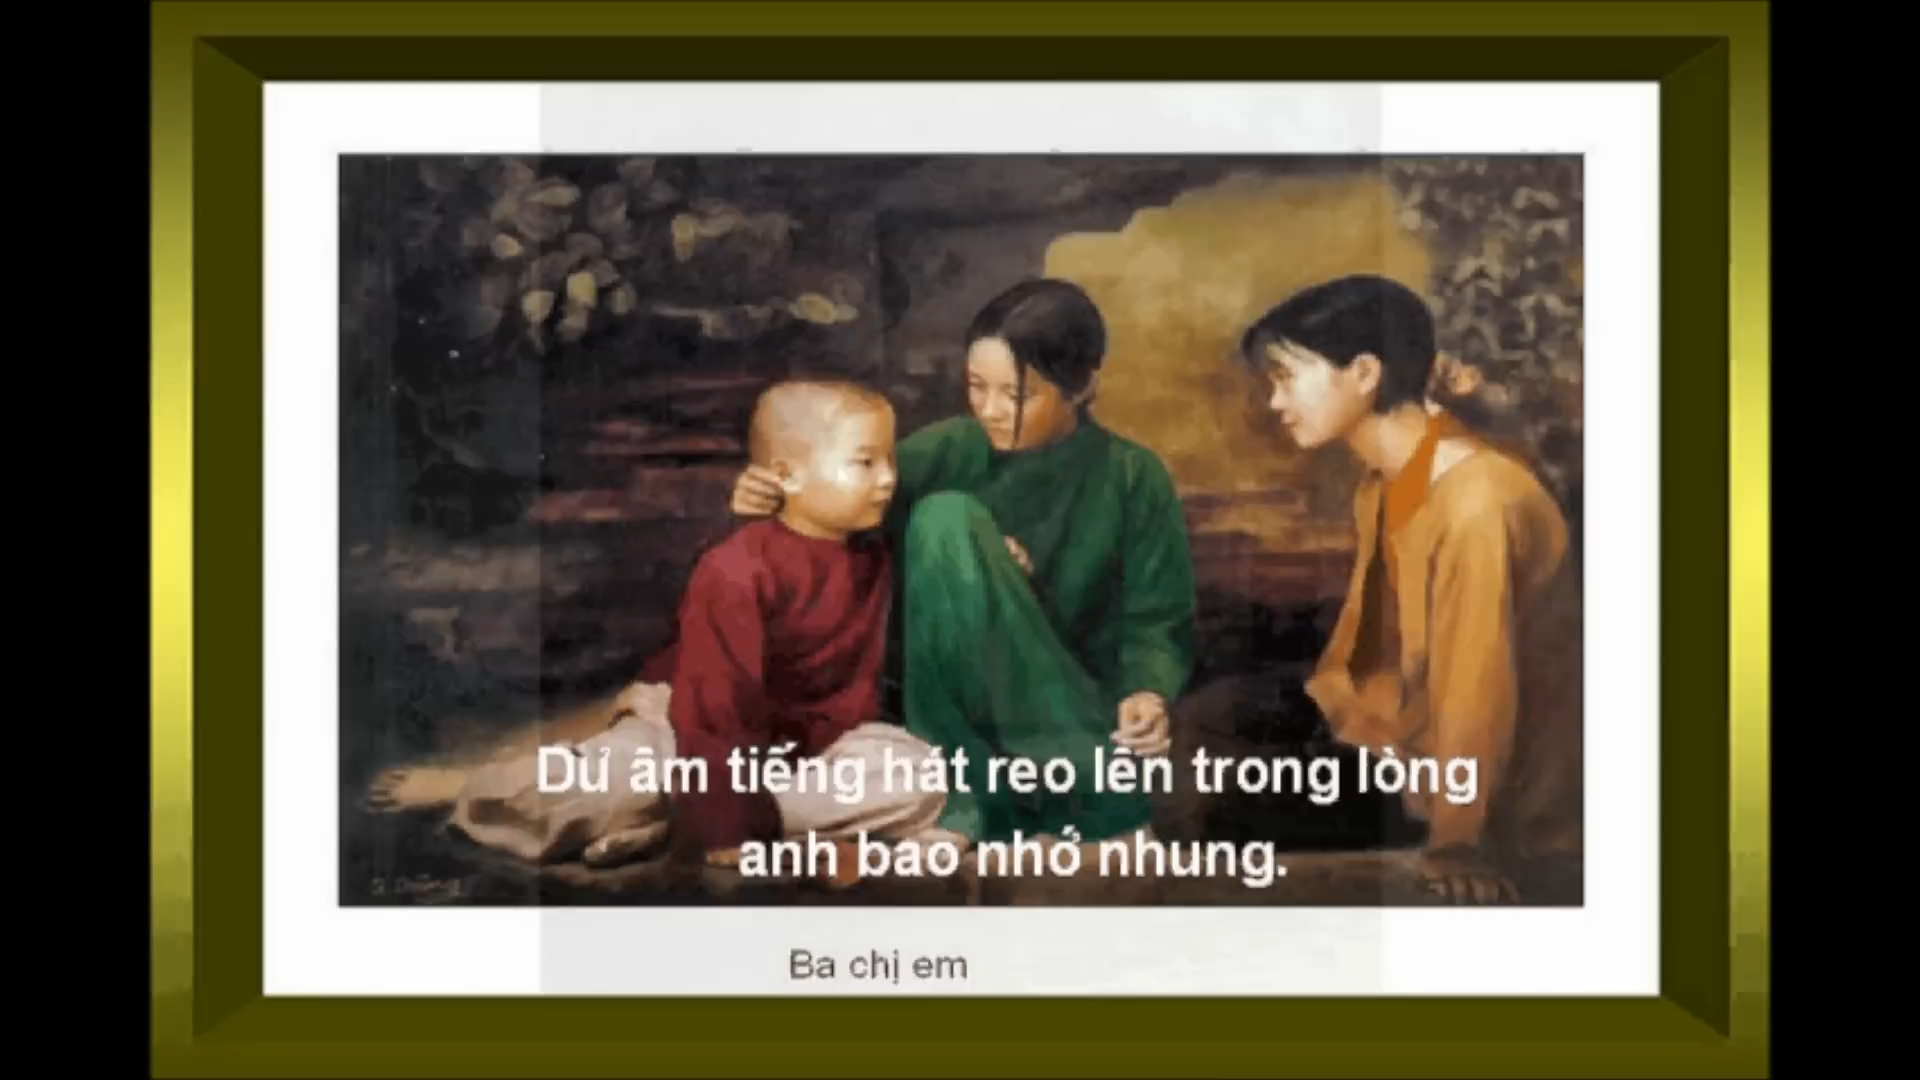 Dư âm tiếng hát reo lên trong lòng
anh bao nhớ nhung.
Ba chị em